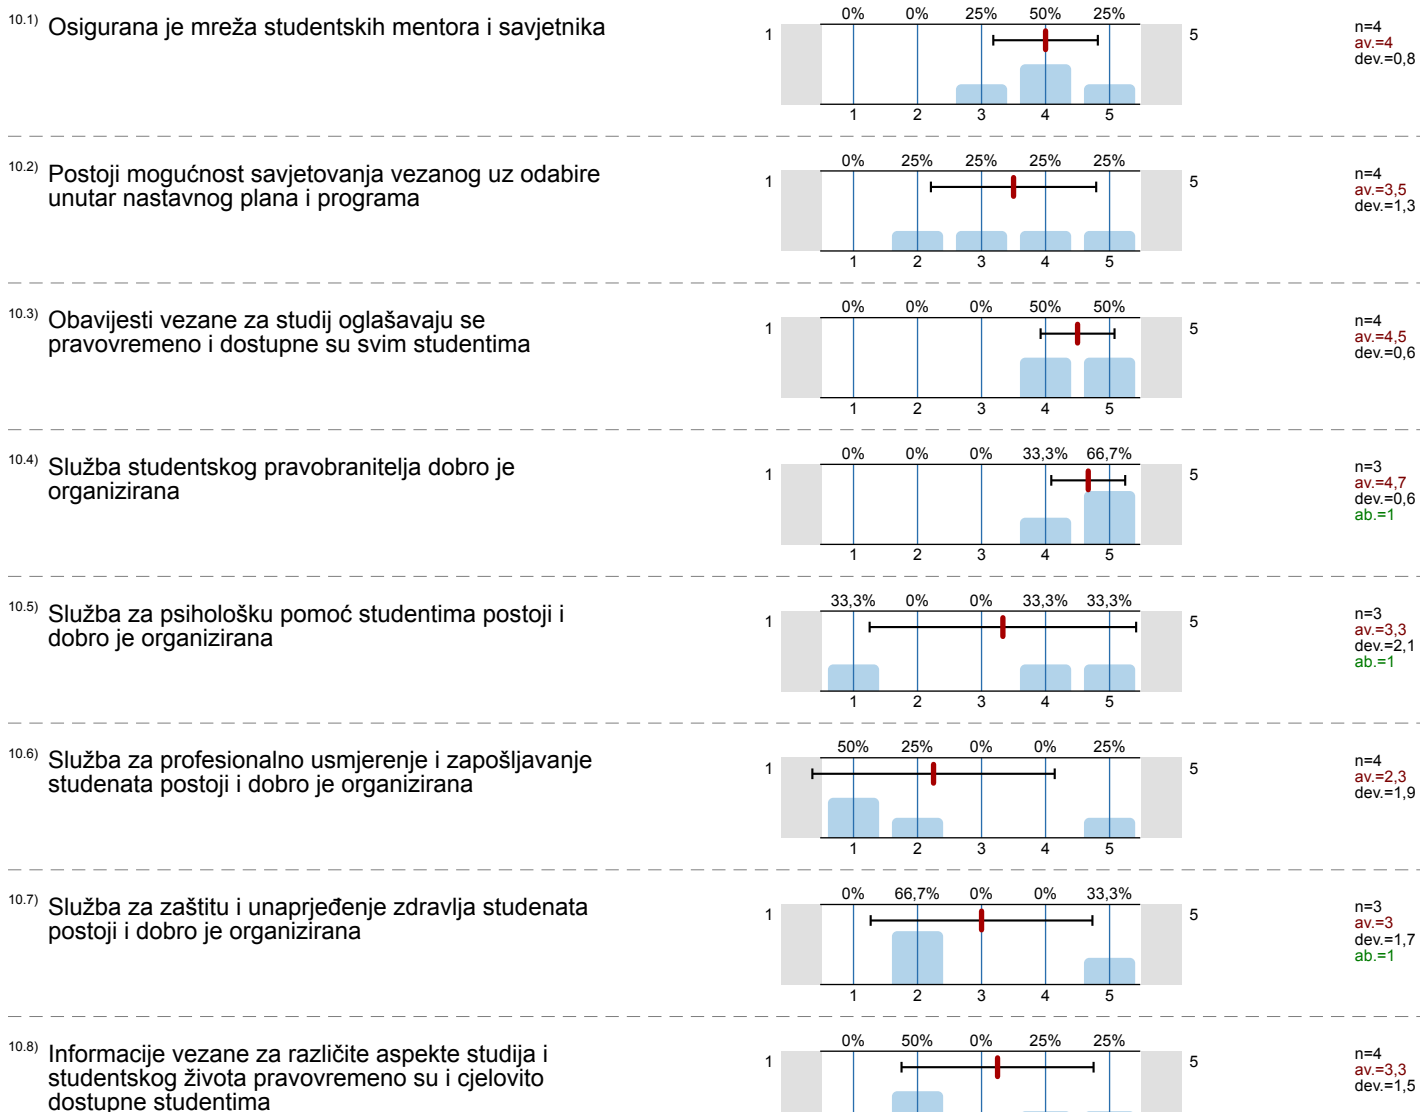 10.1) Osigurana je mreža studentskih mentora i savjetnika
0% 0% 25% 50% 25%
1 5
1 2 3 4 5
n=4
av.=4
dev.=0,8
10.2) Postoji mogućnost savjetovanja vezanog uz odabire
unutar nastavnog plana i programa
0% 25% 25% 25% 25%
1 5
1 2 3 4 5
n=4
av.=3,5
dev.=1,3
10.3) Obavijesti vezane za studij oglašavaju se
pravovremeno i dostupne su svim studentima
0% 0% 0% 50% 50%
1 5
1 2 3 4 5
n=4
av.=4,5
dev.=0,6
10.4) Služba studentskog pravobranitelja dobro je
organizirana
0% 0% 0% 33,3% 66,7%
1 5
1 2 3 4 5
n=3
av.=4,7
dev.=0,6
ab.=1
10.5) Služba za psihološku pomoć studentima postoji i
dobro je organizirana
33,3% 0% 0% 33,3% 33,3%
1 5
1 2 3 4 5
n=3
av.=3,3
dev.=2,1
ab.=1
10.6) Služba za profesionalno usmjerenje i zapošljavanje
studenata postoji i dobro je organizirana
50% 25% 0% 0% 25%
1 5
1 2 3 4 5
n=4
av.=2,3
dev.=1,9
10.7) Služba za zaštitu i unaprjeđenje zdravlja studenata
postoji i dobro je organizirana
0% 66,7% 0% 0% 33,3%
1 5
1 2 3 4 5
n=3
av.=3
dev.=1,7
ab.=1
10.8) Informacije vezane za različite aspekte studija i
studentskog života pravovremeno su i cjelovito
dostupne studentima
0% 50% 0% 25% 25%
1 5
n=4
av.=3,3
dev.=1,5